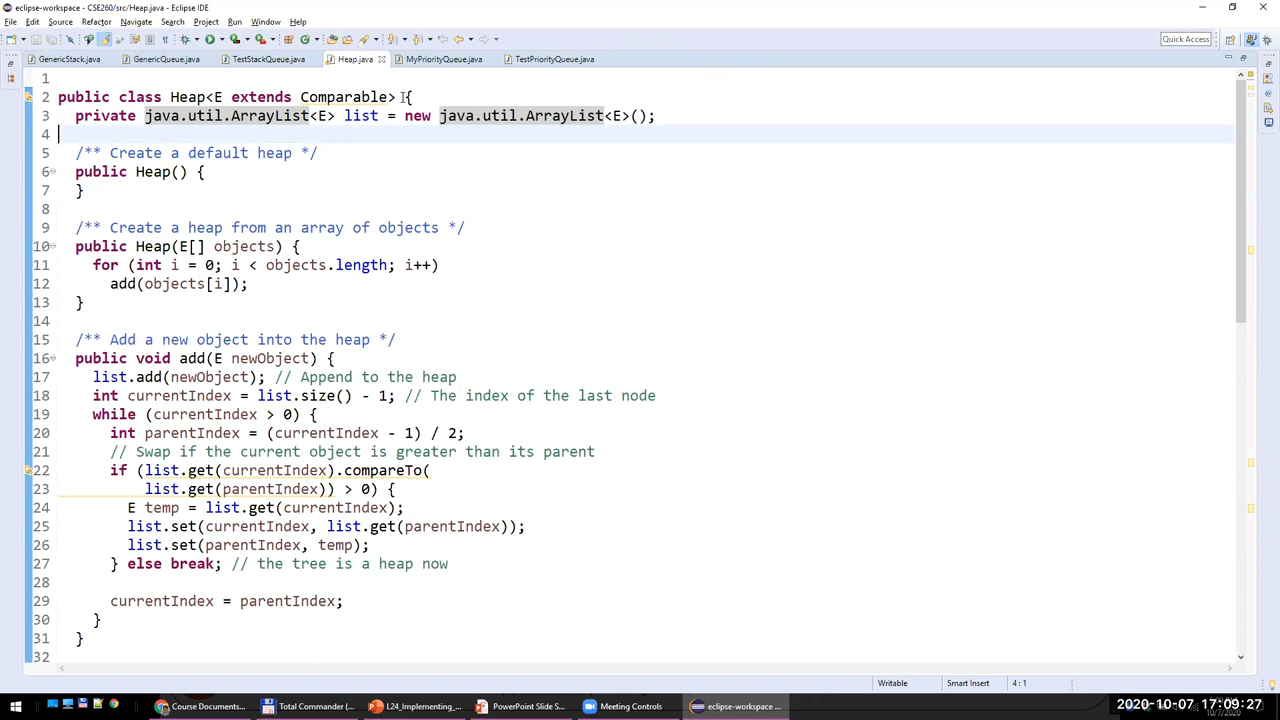 eclipse-workspace - CSE260/src/Heap.java - Eclipse IDE
File Edit Source Refactor Navigate Search Project Run Window Help
Quick Access
GenericStack.java GenericQueue.java TestStackQueue.java Heap.java MyPriorityQueue.java TestPriorityQueue.java
1
2 public class Heap<E extends Comparable> {
3 private java.util.ArrayList<E> list = new java.util.ArrayList<E>();
4
5 /** Create a default heap */
6 public Heap() {
7 }
8
9 /** Create a heap from an array of objects */
10 public Heap(E[] objects) {
11 for (int i = 0; i < objects.length; i++)
12 add(objects[i]);
13 }
14
15 /** Add a new object into the heap */
16 public void add(E newObject) {
17 list.add(newObject); // Append to the heap
18 int currentIndex = list.size() - 1; // The index of the last node
19 while (currentIndex > 0) {
20 int parentIndex = (currentIndex - 1) / 2;
21 // Swap if the current object is greater than its parent
22 if (list.get(currentIndex).compareTo(
23 list.get(parentIndex)) > 0) {
24 E temp = list.get(currentIndex);
25 list.set(currentIndex, list.get(parentIndex));
26 list.set(parentIndex, temp);
27 } else break; // the tree is a heap now
28
29 currentIndex = parentIndex;
30 }
31 }
32
Writable Smart Insert 4 : 1
Course Documents... Total Commander (... L24_Implementing_... PowerPoint Slide S... Meeting Controls eclipse-workspace ...
2020-10-07 17:09:27
10/7/2020